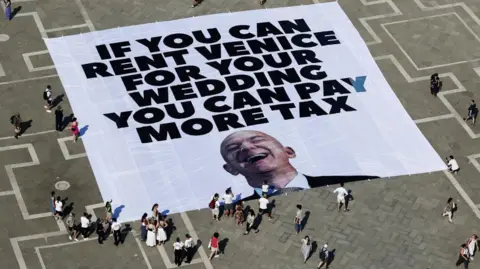 IF YOU CAN
RENT VENICE
FOR YOUR
WEDDING
YOU CAN PAY
MORE TAX